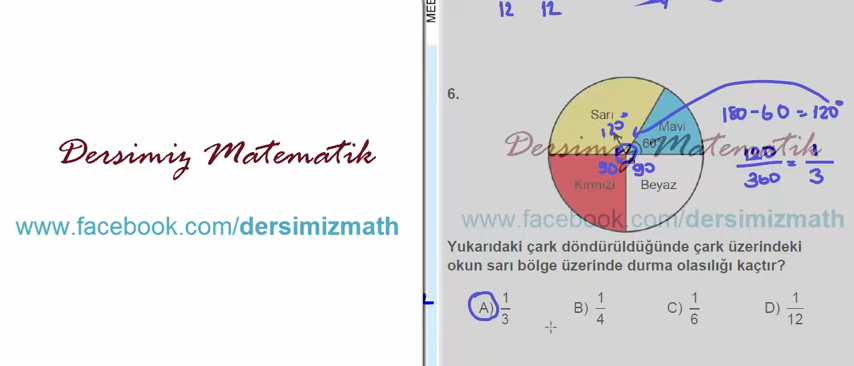 12 12
MEE
Dersimiz Matematik
www.facebook.com/dersimizmath
6.
Sarı
120°
Mavi
60°
90 90
Kırmızı
Beyaz
180-60=120°
120/360 = 1/3
Dersimiz Matematik
www.facebook.com/dersimizmath
Yukarıdaki çark döndürüldüğünde çark üzerindeki
okun sarı bölge üzerinde durma olasılığı kaçtır?
A) 1/3 B) 1/4 C) 1/6 D) 1/12